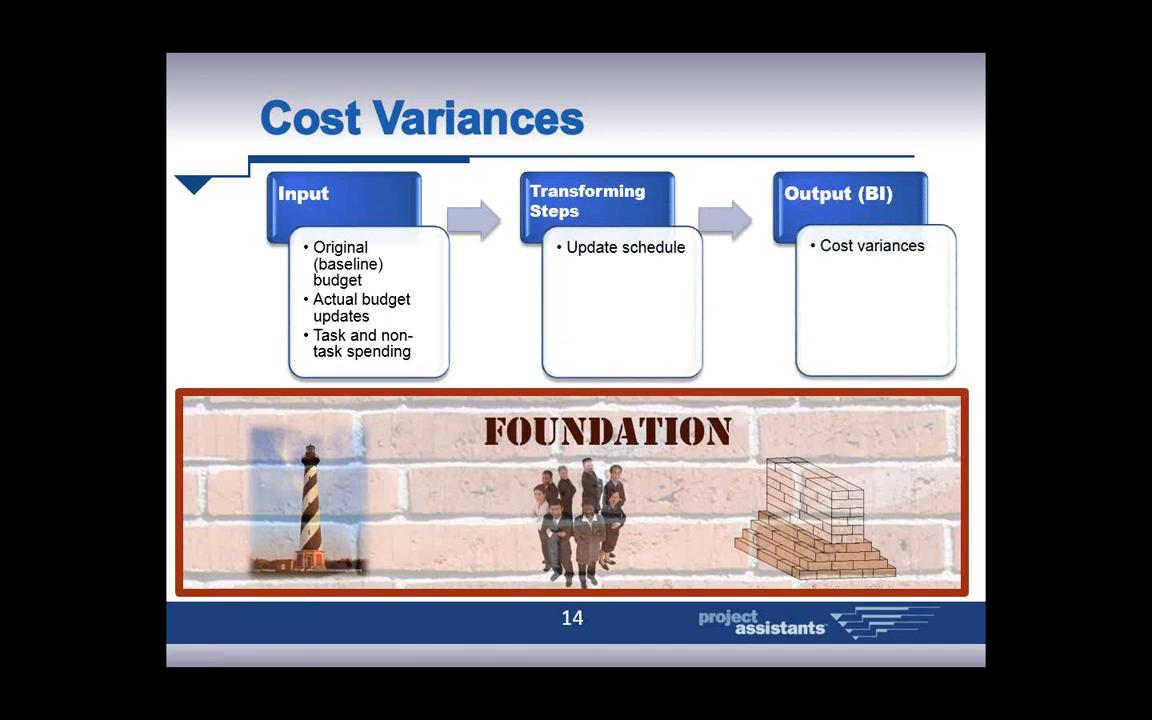 Cost Variances
Input
• Original
(baseline)
budget
• Actual budget
updates
• Task and non-
task spending
Transforming
Steps
• Update schedule
Output (BI)
• Cost variances
FOUNDATION
14
project
assistants